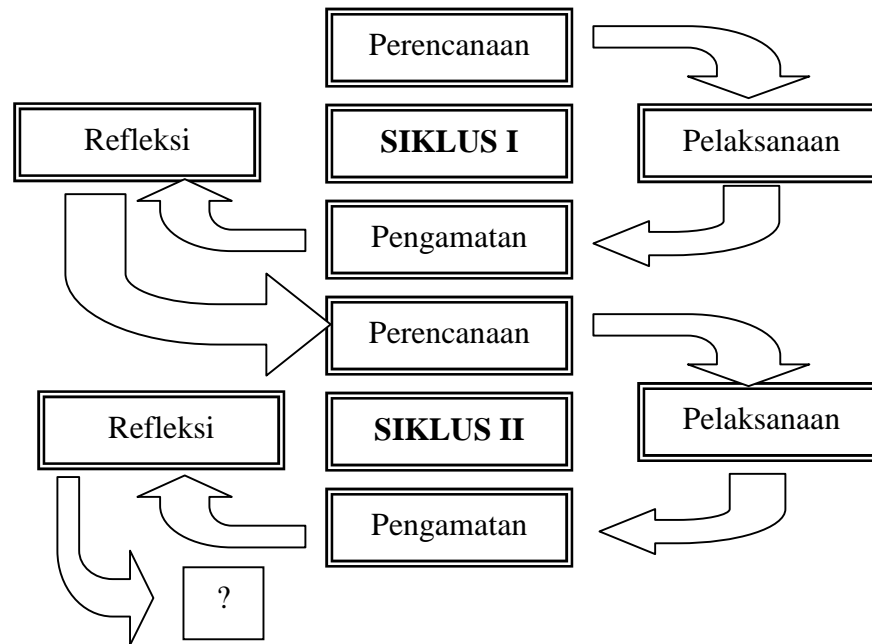 Perencanaan
Refleksi
SIKLUS I
Pelaksanaan
Pengamatan
Perencanaan
Refleksi
SIKLUS II
Pelaksanaan
Pengamatan
?